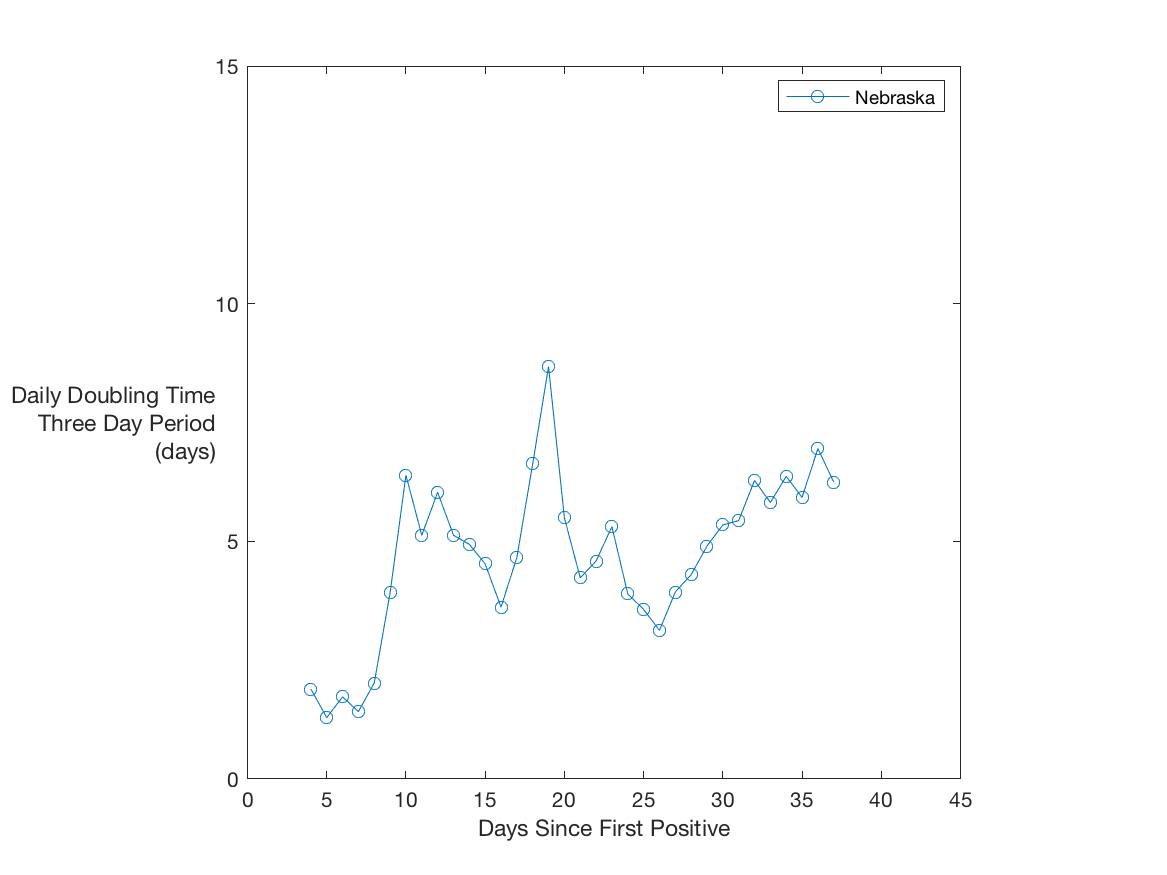 15
Nebraska
10
Daily Doubling Time
Three Day Period
(days)
5
0
0 5 10 15 20 25 30 35 40 45
Days Since First Positive